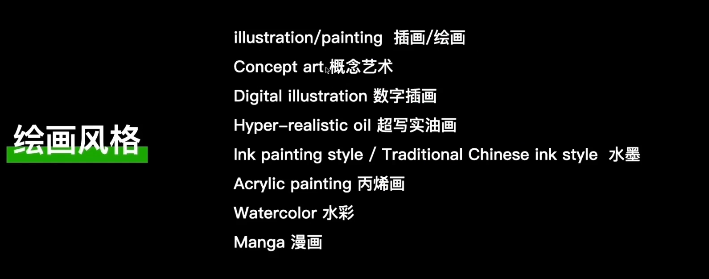 绘画风格
illustration/painting 插画/绘画
Concept art 概念艺术
Digital illustration 数字插画
Hyper-realistic oil 超写实油画
Ink painting style / Traditional Chinese ink style 水墨
Acrylic painting 丙烯画
Watercolor 水彩
Manga 漫画